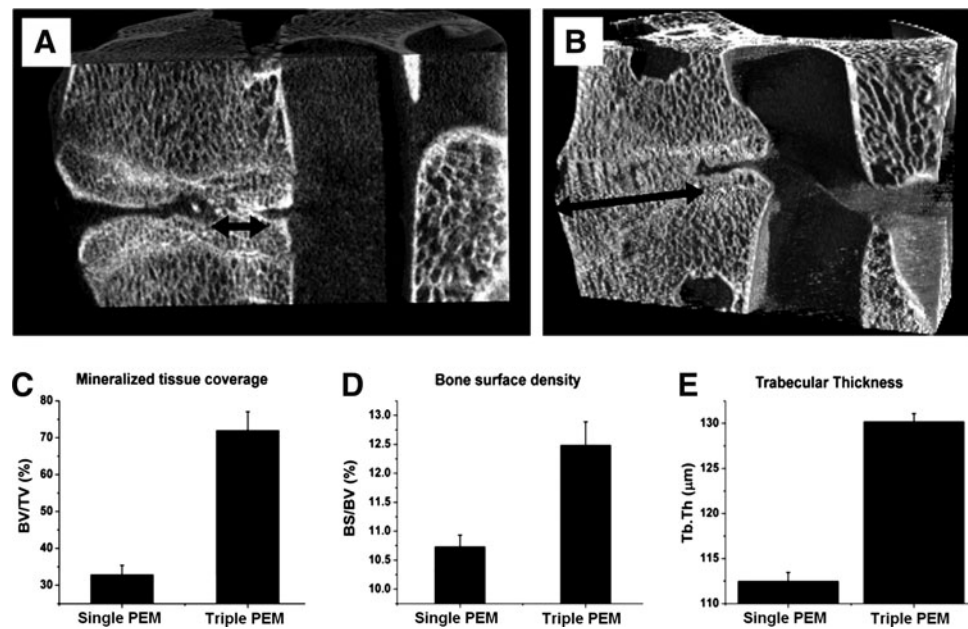 A
B
C
Mineralized tissue coverage
BV/TV (%)
80
70
60
50
40
30
Single PEM
Triple PEM
D
Bone surface density
BS/BV (%)
13.0
12.5
12.0
11.5
11.0
10.5
10.0
Single PEM
Triple PEM
E
Trabecular Thickness
Tb.Th (μm)
130
125
120
115
110
Single PEM
Triple PEM